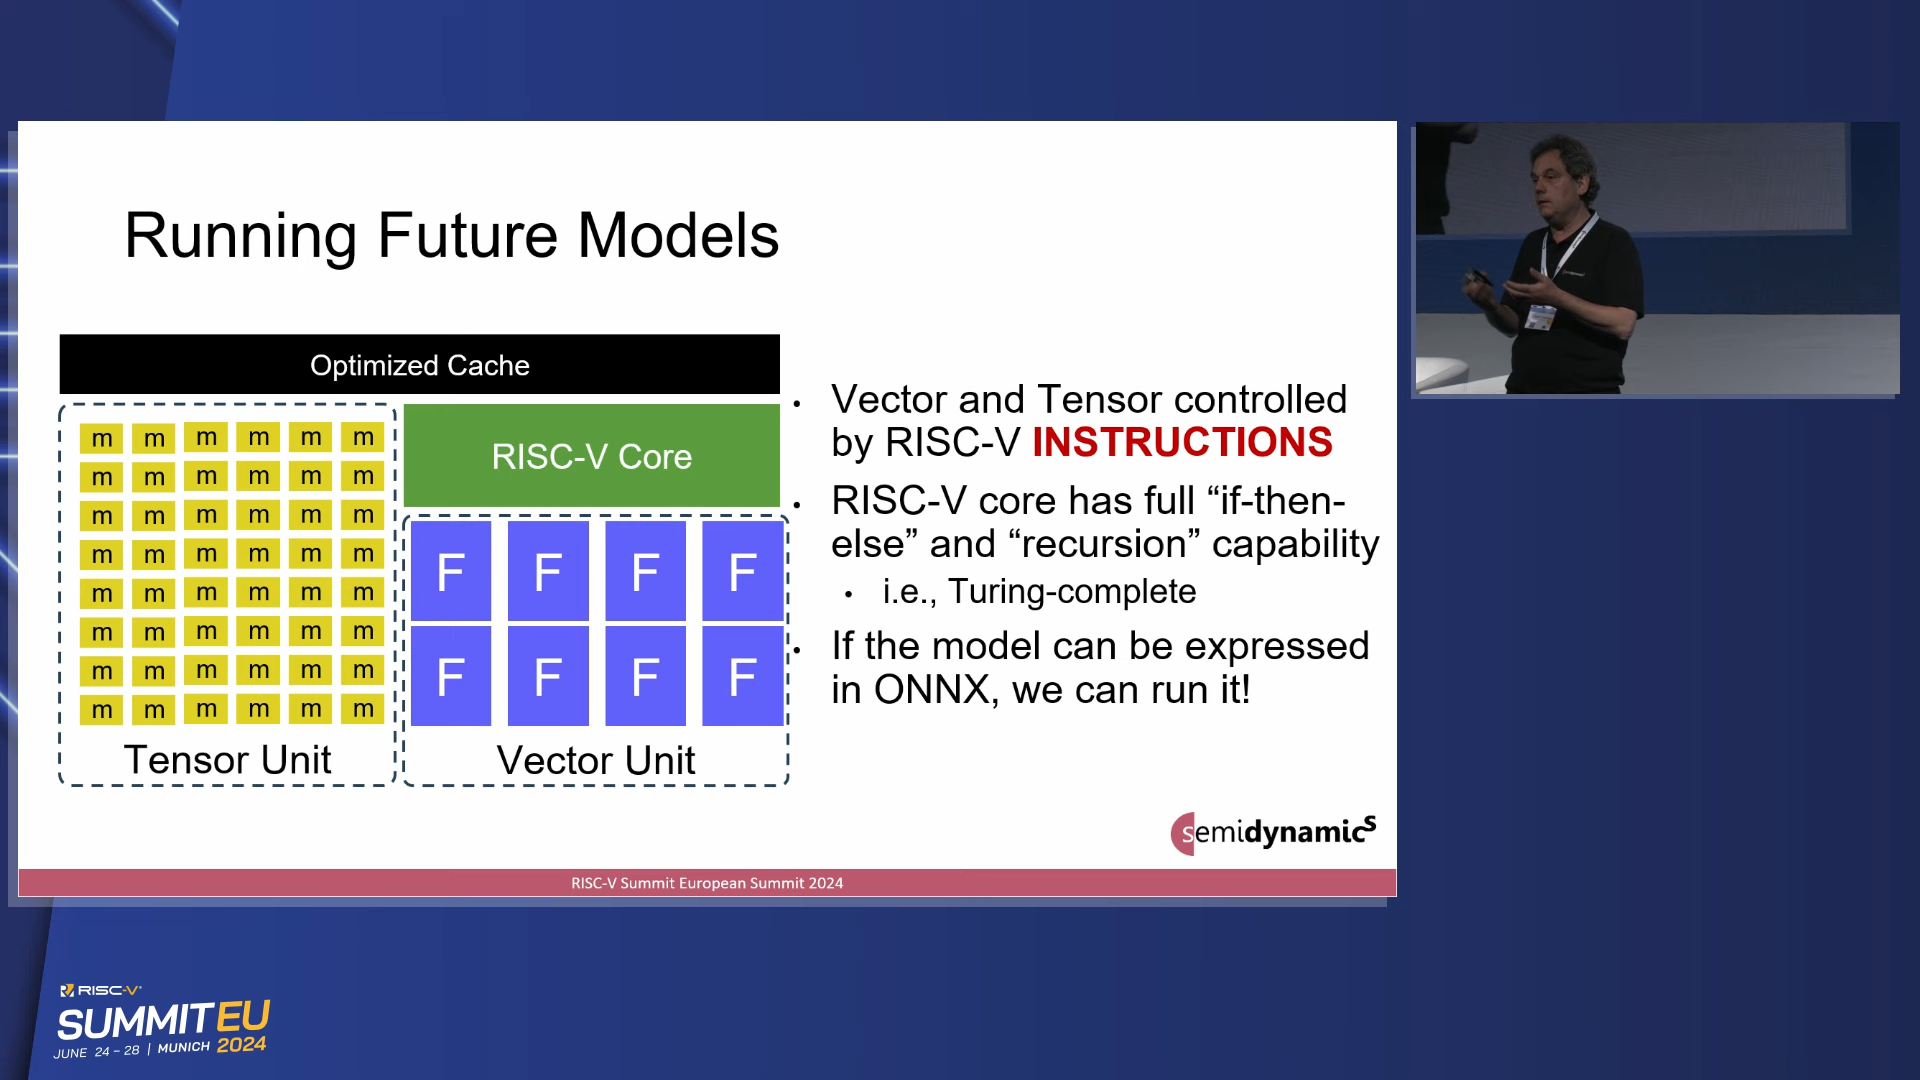 Running Future Models
Optimized Cache
RISC-V Core
m m m m m m
m m m m m m
m m m m m m
m m m m m m
m m m m m m
m m m m m m
m m m m m m
m m m m m m
Tensor Unit
F F F F
F F F F
Vector Unit
• Vector and Tensor controlled
by RISC-V INSTRUCTIONS
• RISC-V core has full “if-then-
else” and “recursion” capability
• i.e., Turing-complete
• If the model can be expressed
in ONNX, we can run it!
semidynamics
RISC-V Summit European Summit 2024
RISC-V
SUMMIT EU
JUNE 24 – 28 | MUNICH 2024